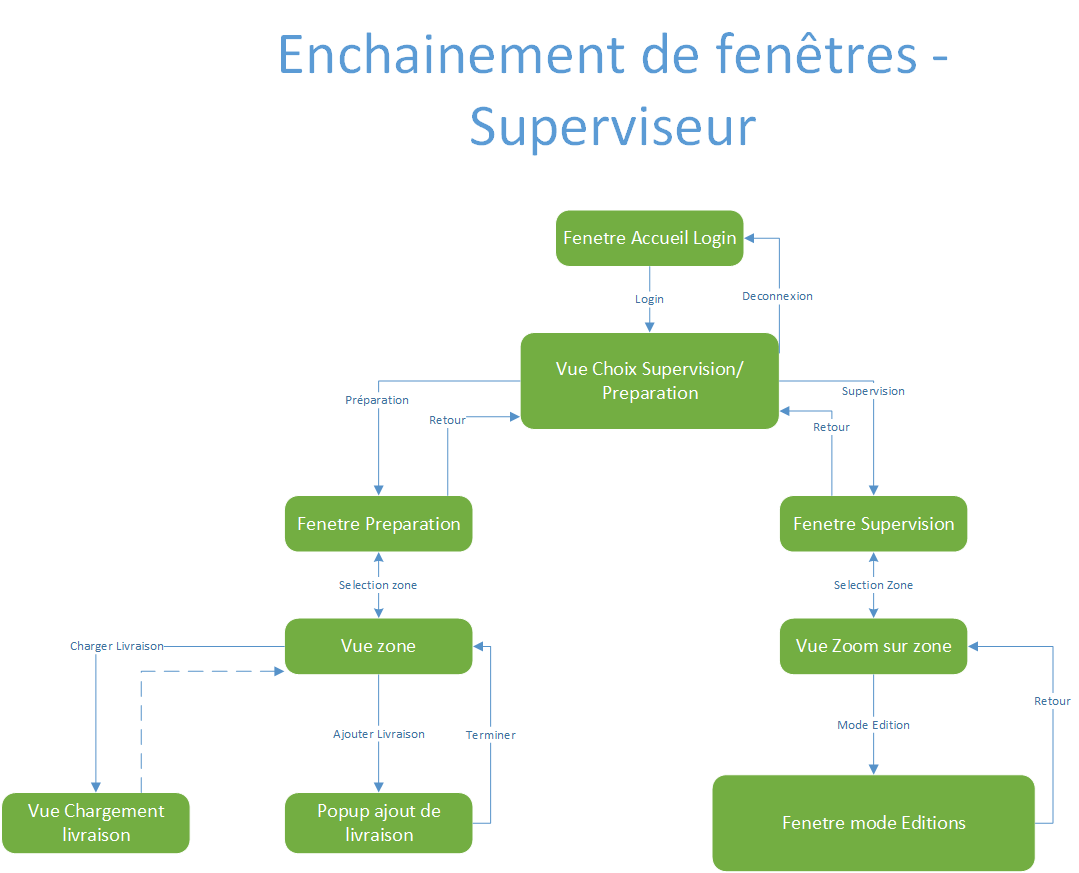 Enchainement de fenêtres -
Superviseur
Fenetre Accueil Login
Login
Deconnexion
Vue Choix Supervision/
Preparation
Préparation
Supervision
Retour
Retour
Fenetre Preparation
Fenetre Supervision
Selection zone
Selection Zone
Charger Livraison
Vue zone
Vue Zoom sur zone
Retour
Mode Edition
Ajouter Livraison
Terminer
Vue Chargement
livraison
Popup ajout de
livraison
Fenetre mode Editions